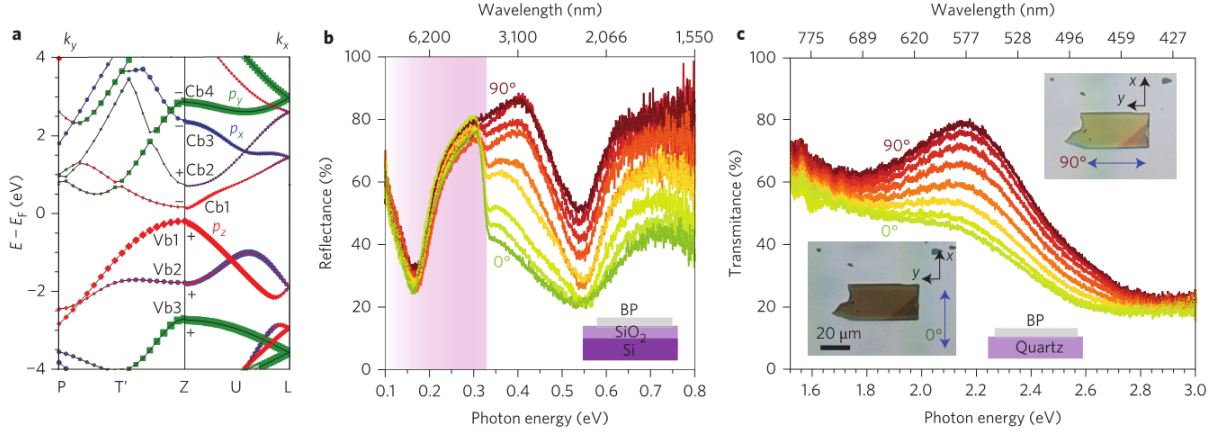 a
k_y
k_x
4
2
0
−2
−4
E − E_F (eV)
− Cb4
p_y
−
p_x
Cb3
+ Cb2
−
Cb1
Vb1
+
p_z
Vb2
+
Vb3
+
P
T′
Z
U
L
b
Wavelength (nm)
6,200
3,100
2,066
1,550
100
80
60
40
20
0
Reflectance (%)
90°
0°
BP
SiO2
Si
0.1
0.2
0.3
0.4
0.5
0.6
0.7
0.8
Photon energy (eV)
c
Wavelength (nm)
775
689
620
577
528
496
459
427
100
80
60
40
20
0
Transmitance (%)
90°
0°
x
y
90°
x
y
0°
20 μm
BP
Quartz
1.6
1.8
2.0
2.2
2.4
2.6
2.8
3.0
Photon energy (eV)